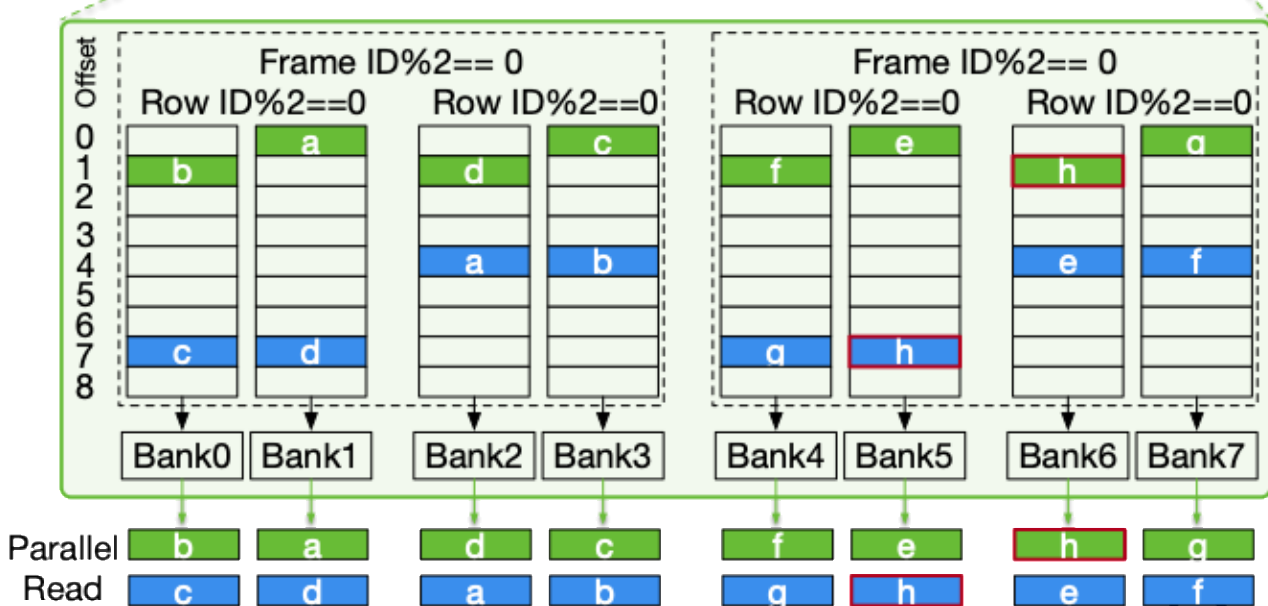 Offset
Frame ID%2== 0 Frame ID%2== 0
Row ID%2==0 Row ID%2==0 Row ID%2==0 Row ID%2==0
0 a c e g
1 b d f h
2
3
4 a b e f
5
6
7 c d g h
8
Bank0 Bank1 Bank2 Bank3 Bank4 Bank5 Bank6 Bank7
Parallel b a d c f e h g
Read c d a b g h e f